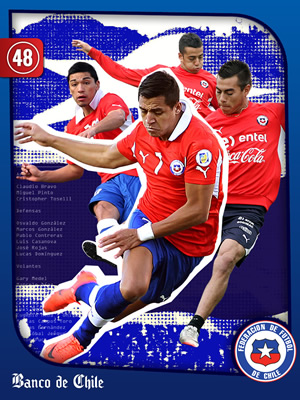 48
entel
Coca-Cola
7
Claudio Bravo
Miguel Pinto
Christopher Toselli
Defensas
Osvaldo González
Marcos González
Pablo Contreras
Luis Casanova
José Rojas
Lucas Domínguez
Volantes
Gary Medel
FEDERACION DE FUTBOL
DE CHILE
Banco de Chile